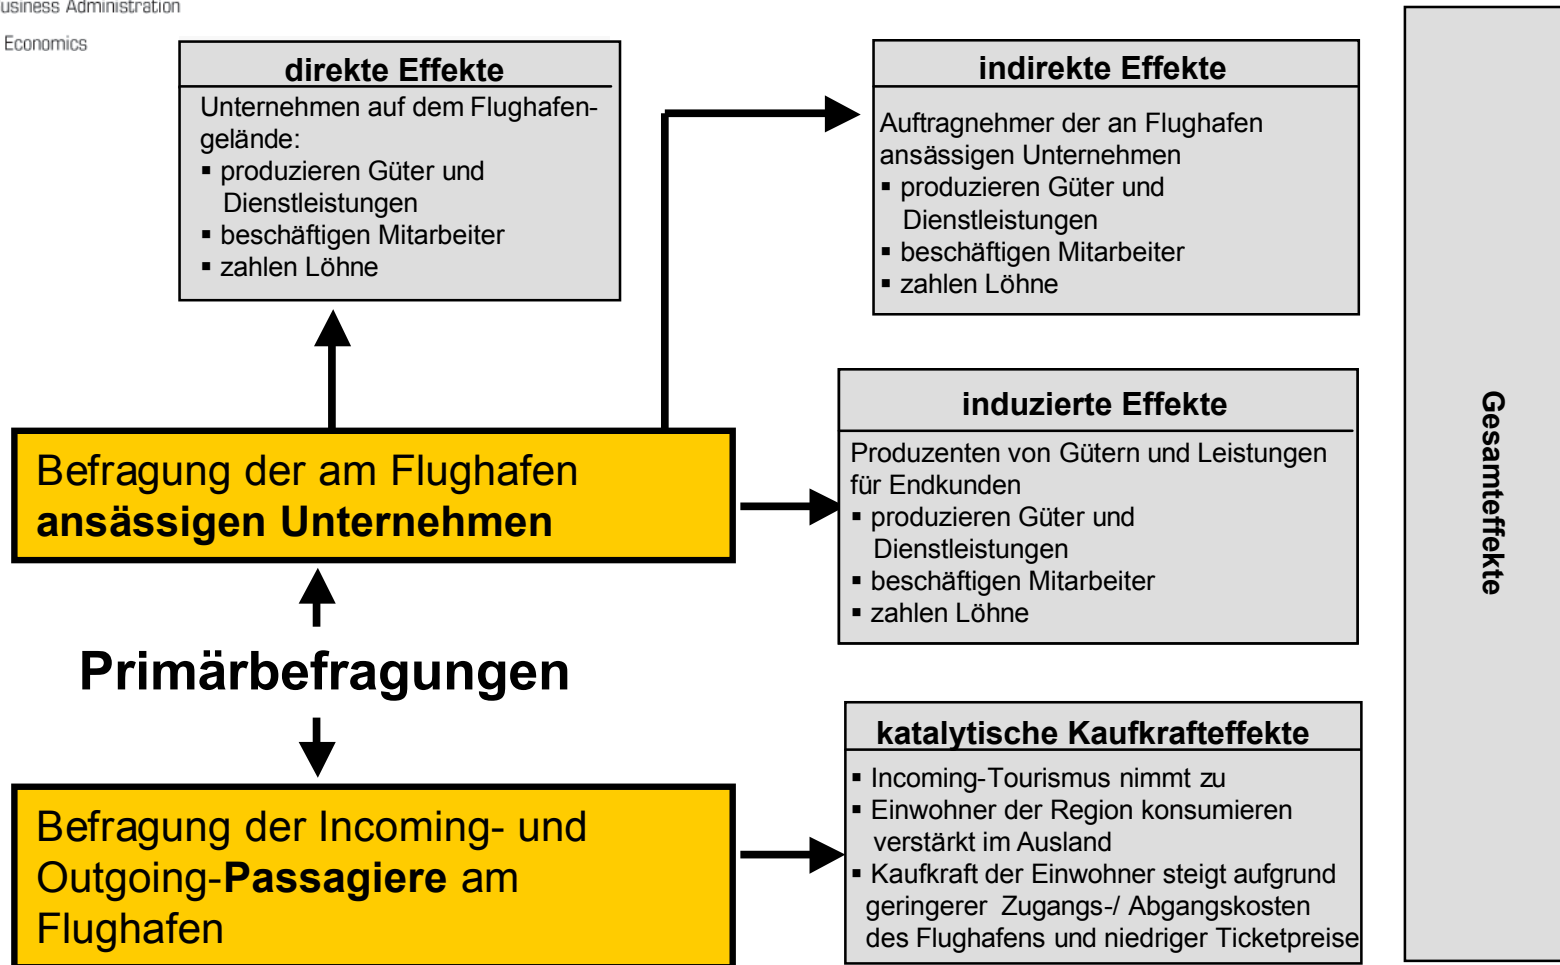 Business Administration
Economics
direkte Effekte
Unternehmen auf dem Flughafen-
gelände:
▪ produzieren Güter und
Dienstleistungen
▪ beschäftigen Mitarbeiter
▪ zahlen Löhne
indirekte Effekte
Auftragnehmer der an Flughafen
ansässigen Unternehmen
▪ produzieren Güter und
Dienstleistungen
▪ beschäftigen Mitarbeiter
▪ zahlen Löhne
Befragung der am Flughafen
ansässigen Unternehmen
induzierte Effekte
Produzenten von Gütern und Leistungen
für Endkunden
▪ produzieren Güter und
Dienstleistungen
▪ beschäftigen Mitarbeiter
▪ zahlen Löhne
Primärbefragungen
Befragung der Incoming- und
Outgoing-Passagiere am
Flughafen
katalytische Kaufkrafteffekte
▪ Incoming-Tourismus nimmt zu
▪ Einwohner der Region konsumieren
verstärkt im Ausland
▪ Kaufkraft der Einwohner steigt aufgrund
geringerer Zugangs-/ Abgangskosten
des Flughafens und niedriger Ticketpreise
Gesamteffekte